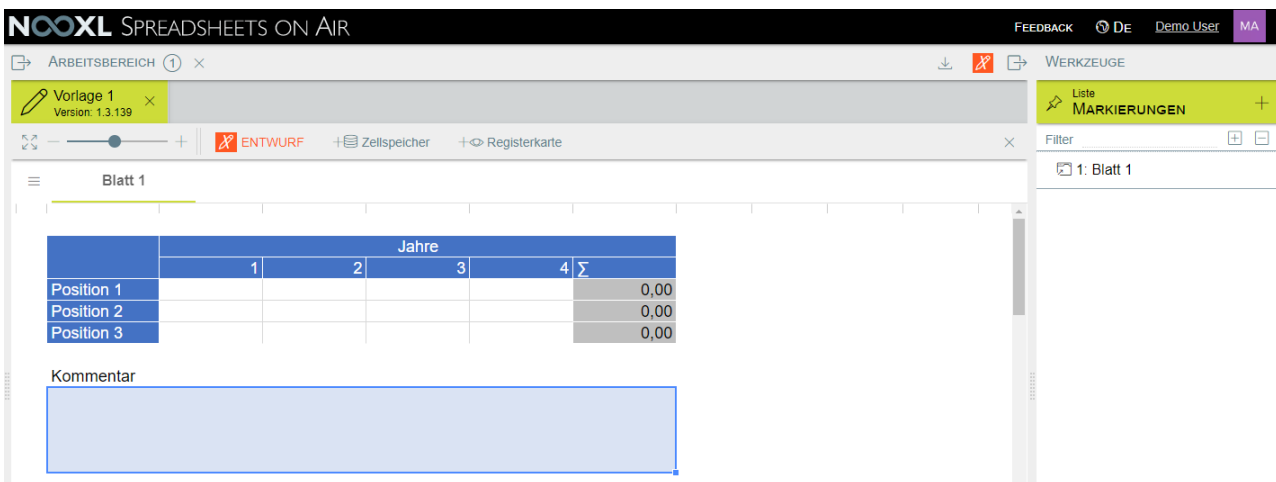 NOOXL SPREADSHEETS ON AIR
FEEDBACK DE Demo User MA
ARBEITSBEREICH 1
WERKZEUGE
Vorlage 1
Version: 1.3.139
Liste
MARKIERUNGEN
ENTWURF Zellspeicher Registerkarte
Filter
Blatt 1
1: Blatt 1
Jahre
1 2 3 4 Σ
Position 1 0,00
Position 2 0,00
Position 3 0,00
Kommentar